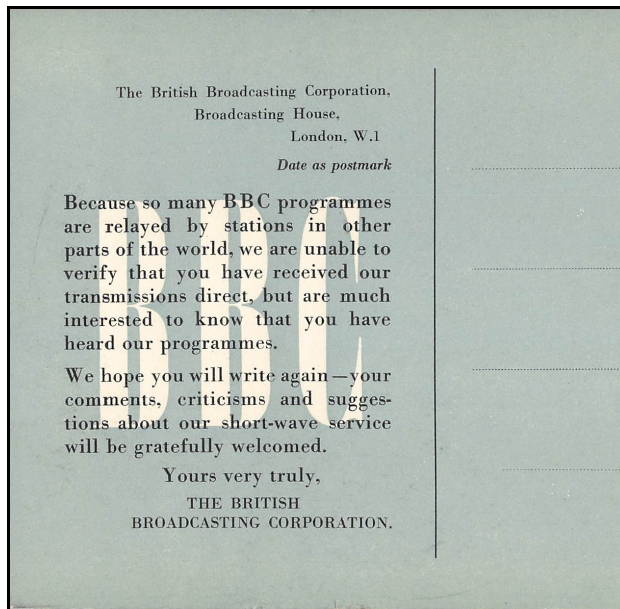 The British Broadcasting Corporation,
Broadcasting House,
London, W.1
Date as postmark
BBC
Because so many BBC programmes
are relayed by stations in other
parts of the world, we are unable to
verify that you have received our
transmissions direct, but are much
interested to know that you have
heard our programmes.
We hope you will write again—your
comments, criticisms and sugges-
tions about our short-wave service
will be gratefully welcomed.
Yours very truly,
THE BRITISH
BROADCASTING CORPORATION.